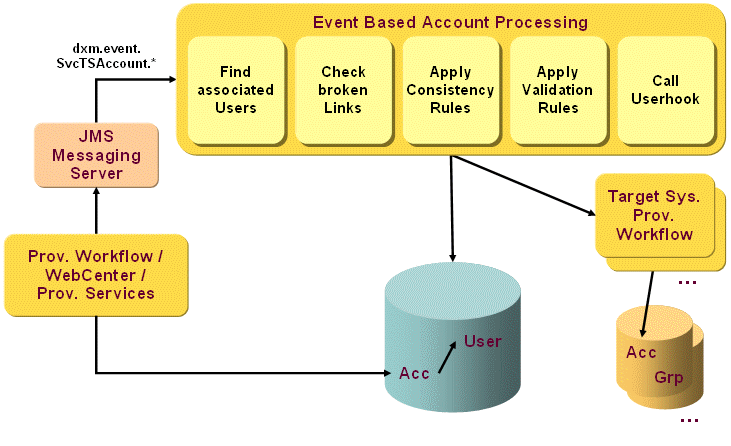 Event Based Account Processing
dxm.event.
SvcTSAccount.*
Find
associated
Users
Check
broken
Links
Apply
Consistency
Rules
Apply
Validation
Rules
Call
Userhook
JMS
Messaging
Server
Target Sys.
Prov.
Workflow
...
Prov. Workflow /
WebCenter /
Prov. Services
User
Acc
Acc
Grp
...